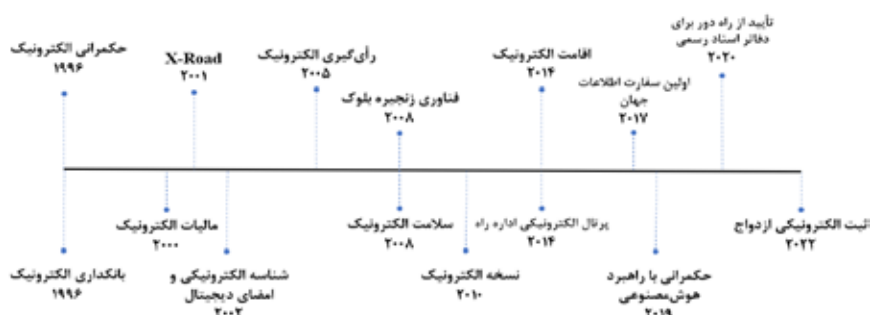 حکمرانی الکترونیک
۱۹۹۶
X-Road
۲۰۰۱
رأی‌گیری الکترونیک
۲۰۰۵
فناوری زنجیره بلوک
۲۰۰۸
اقامت الکترونیک
۲۰۱۴
اولین سفارت اطلاعات
جهان
۲۰۱۷
تأیید از راه دور برای
دفاتر اسناد رسمی
۲۰۲۰
بانکداری الکترونیک
۱۹۹۶
مالیات الکترونیک
۲۰۰۰
شناسه الکترونیکی و
امضای دیجیتال
۲۰۰۲
سلامت الکترونیک
۲۰۰۸
نسخه الکترونیک
۲۰۱۰
پرتال الکترونیکی اداره راه
۲۰۱۴
حکمرانی با راهبرد
هوش‌مصنوعی
۲۰۱۹
ثبت الکترونیکی ازدواج
۲۰۲۲